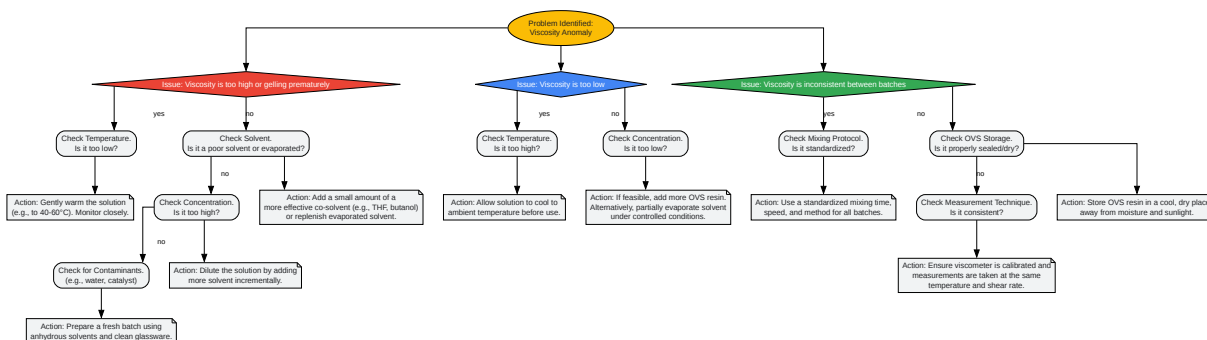 Problem Identified:
Viscosity Anomaly
Issue: Viscosity is too high or gelling prematurely
Issue: Viscosity is too low
Issue: Viscosity is inconsistent between batches
yes
no
yes
no
yes
no
Check Temperature.
Is it too low?
Check Solvent.
Is it a poor solvent or evaporated?
Check Temperature.
Is it too high?
Check Concentration.
Is it too low?
Check Mixing Protocol.
Is it standardized?
Check OVS Storage.
Is it properly sealed/dry?
no
no
Action: Gently warm the solution
(e.g., to 40-60°C). Monitor closely.
Check Concentration.
Is it too high?
Action: Add a small amount of a
more effective co-solvent (e.g., THF, butanol)
or replenish evaporated solvent.
Action: Allow solution to cool to
ambient temperature before use.
Action: If feasible, add more OVS resin.
Alternatively, partially evaporate solvent
under controlled conditions.
Action: Use a standardized mixing time,
speed, and method for all batches.
Check Measurement Technique.
Is it consistent?
Action: Store OVS resin in a cool, dry place
away from moisture and sunlight.
no
Check for Contaminants.
(e.g., water, catalyst)
Action: Dilute the solution by adding
more solvent incrementally.
Action: Ensure viscometer is calibrated and
measurements are taken at the same
temperature and shear rate.
Action: Prepare a fresh batch using
anhydrous solvents and clean glassware.